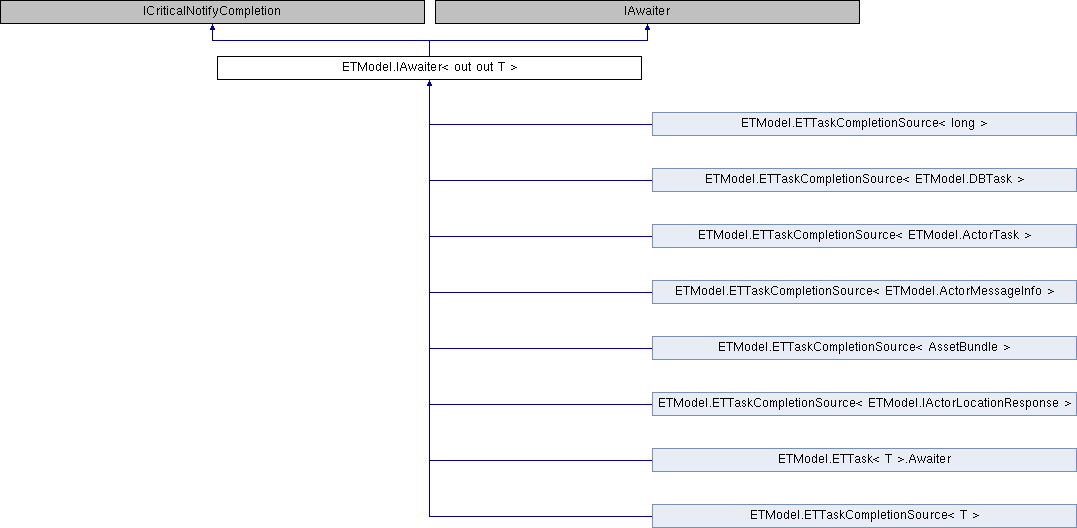 ICriticalNotifyCompletion
IAwaiter
ETModel.IAwaiter< out out T >
ETModel.ETTaskCompletionSource< long >
ETModel.ETTaskCompletionSource< ETModel.DBTask >
ETModel.ETTaskCompletionSource< ETModel.ActorTask >
ETModel.ETTaskCompletionSource< ETModel.ActorMessageInfo >
ETModel.ETTaskCompletionSource< AssetBundle >
ETModel.ETTaskCompletionSource< ETModel.IActorLocationResponse >
ETModel.ETTask< T >.Awaiter
ETModel.ETTaskCompletionSource< T >